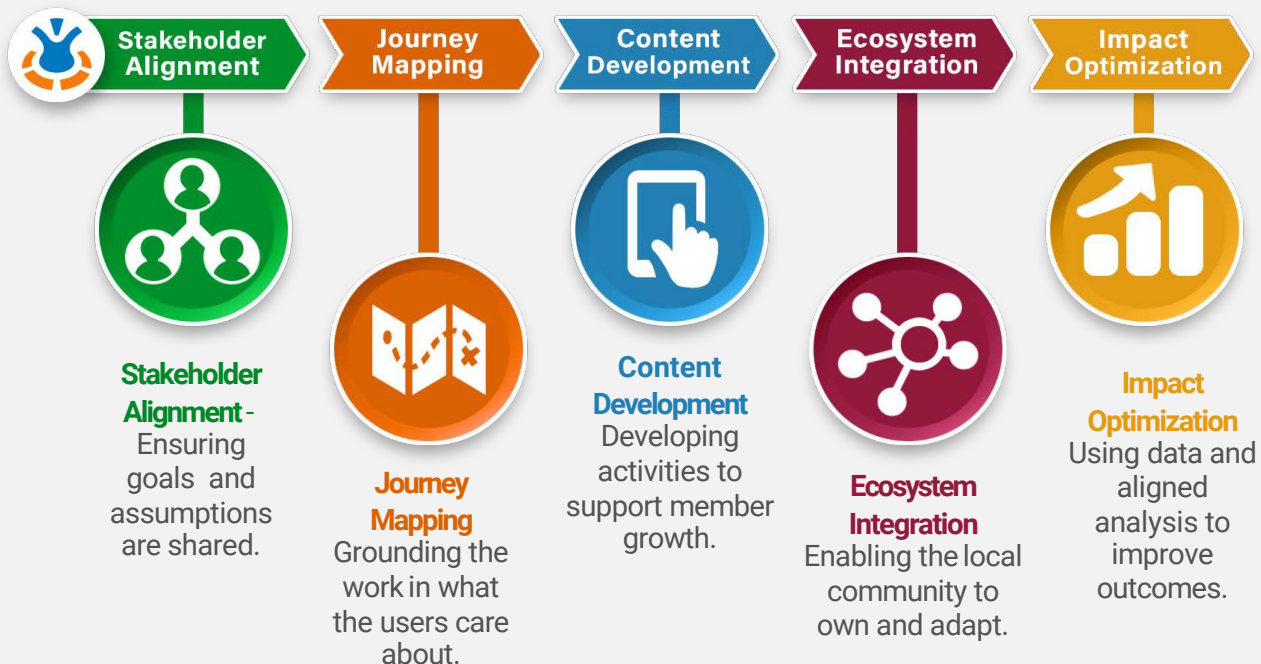 Stakeholder
Alignment
Journey
Mapping
Content
Development
Ecosystem
Integration
Impact
Optimization
Stakeholder
Alignment -
Ensuring
goals and
assumptions
are shared.
Journey
Mapping
Grounding the
work in what
the users care
about.
Content
Development
Developing
activities to
support member
growth.
Ecosystem
Integration
Enabling the local
community to
own and adapt.
Impact
Optimization
Using data and
aligned
analysis to
improve
outcomes.